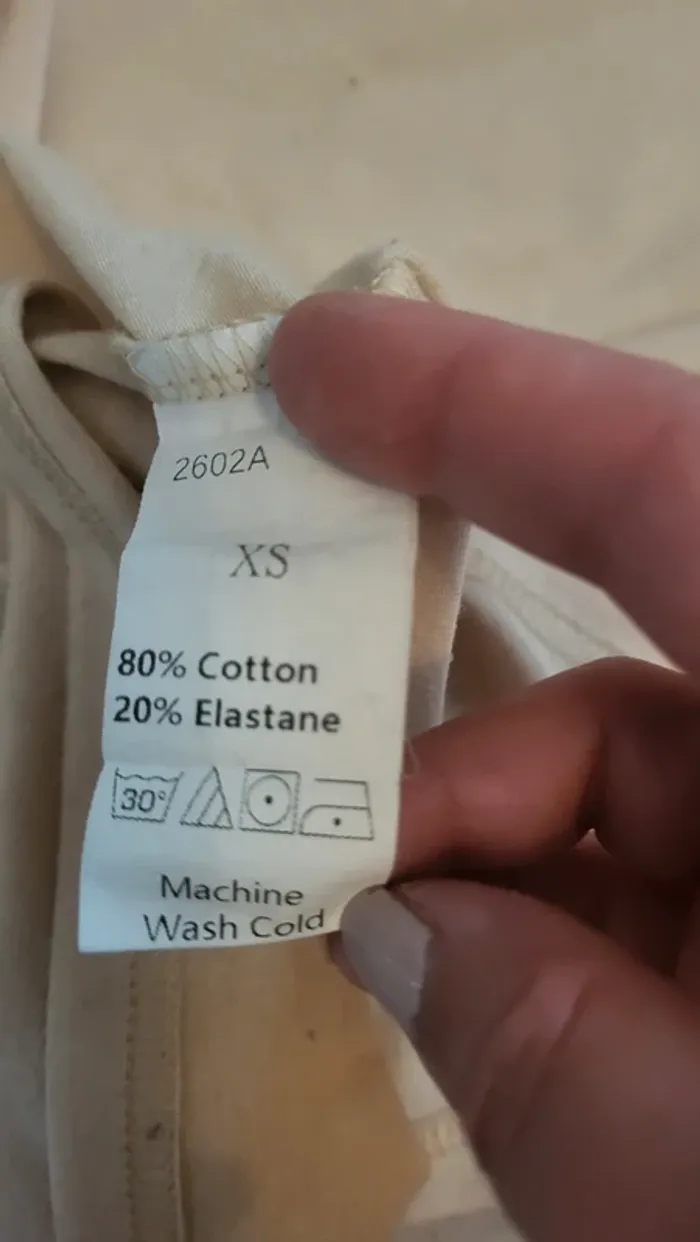 2602A
XS
80% Cotton
20% Elastane
30°
Machine
Wash Cold